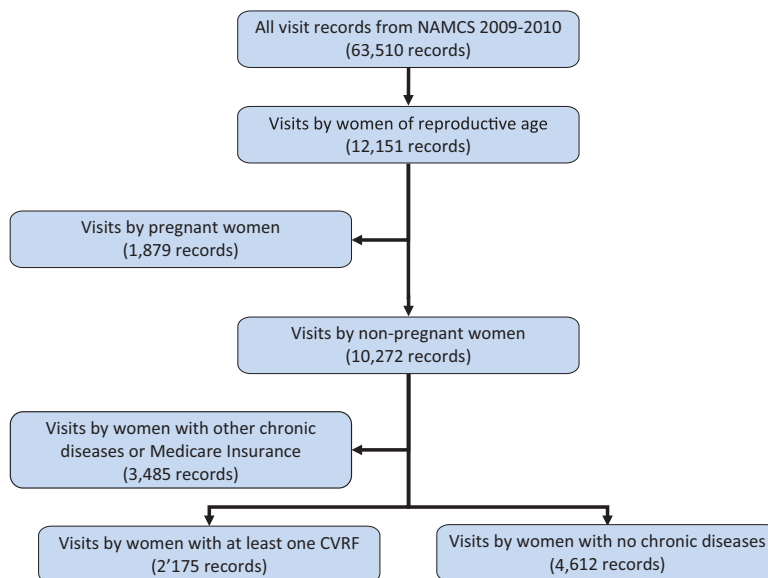 All visit records from NAMCS 2009-2010
(63,510 records)
Visits by women of reproductive age
(12,151 records)
Visits by pregnant women
(1,879 records)
Visits by non-pregnant women
(10,272 records)
Visits by women with other chronic
diseases or Medicare Insurance
(3,485 records)
Visits by women with at least one CVRF
(2'175 records)
Visits by women with no chronic diseases
(4,612 records)